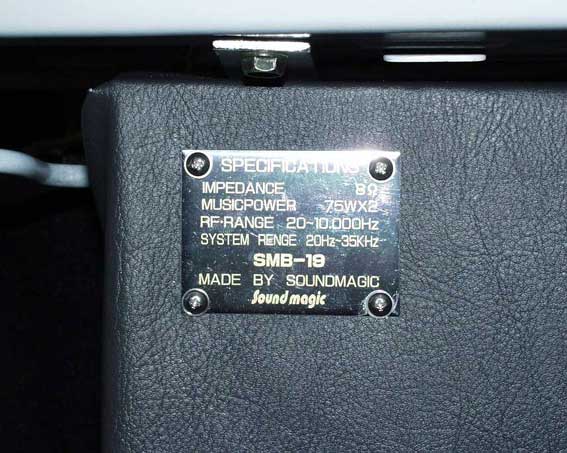 SPECIFICATIONS
IMPEDANCE 8Ω
MUSICPOWER 75WX2
RF-RANGE 20~10.000Hz
SYSTEM RENGE 20Hz~35KHz
SMB-19
MADE BY SOUNDMAGIC
Sound magic